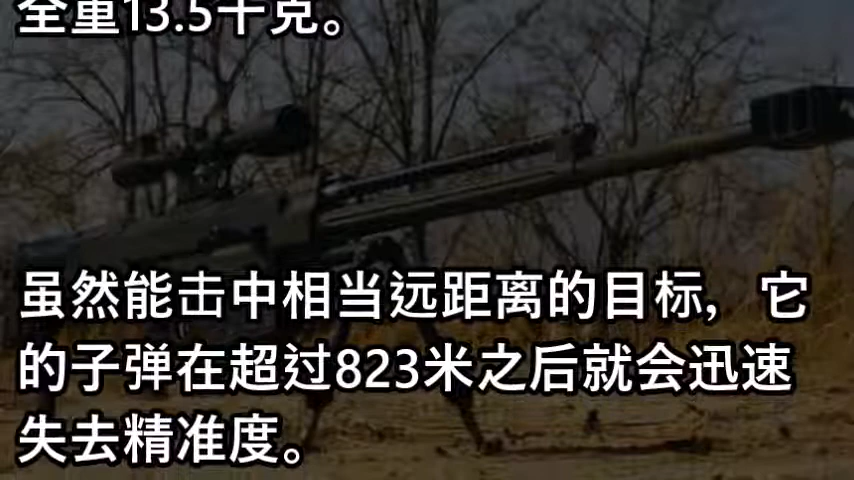 全重13.5千克。
虽然能击中相当远距离的目标，它
的子弹在超过823米之后就会迅速
失去精准度。